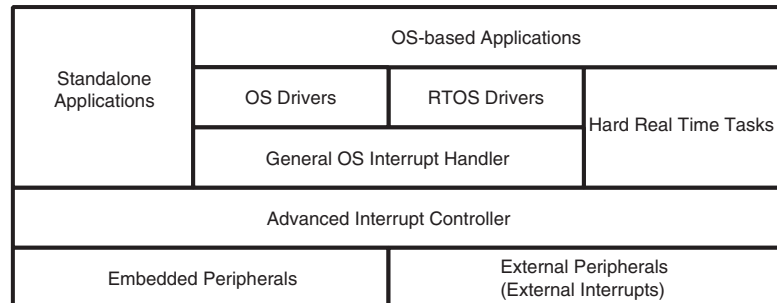 OS-based Applications
Standalone
Applications
OS Drivers
RTOS Drivers
Hard Real Time Tasks
General OS Interrupt Handler
Advanced Interrupt Controller
Embedded Peripherals
External Peripherals
(External Interrupts)